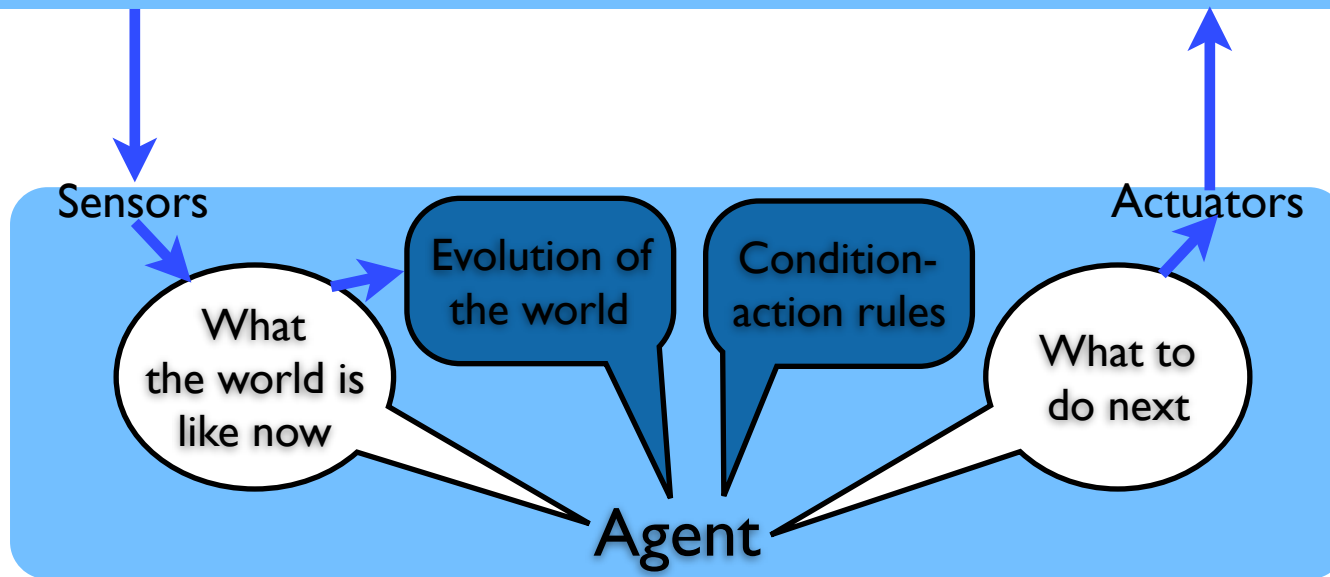 Sensors
Actuators
Evolution of
the world
Condition-
action rules
What
the world is
like now
What to
do next
Agent